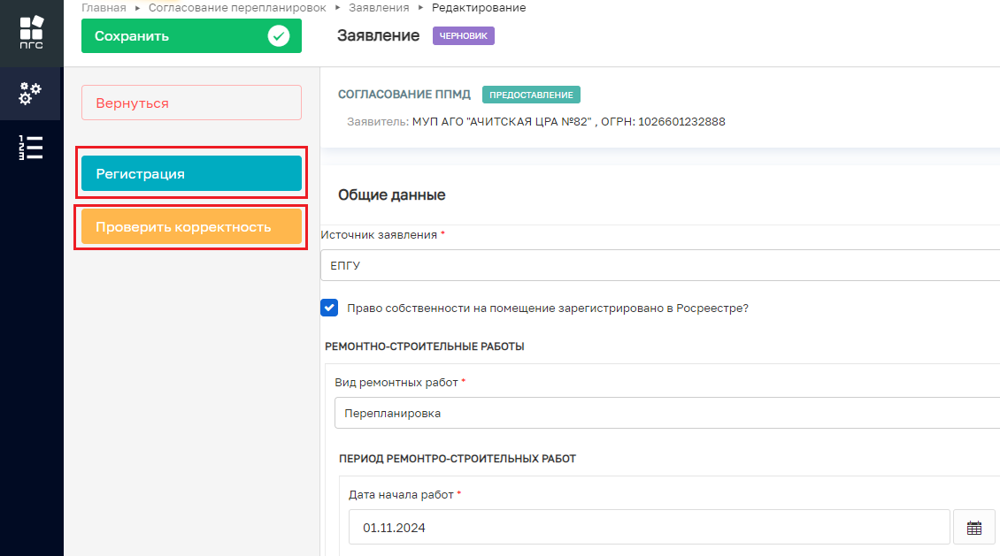 Главная ▸ Согласование перепланировок ▸ Заявления ▸ Редактирование
пгс
Сохранить
Заявление ЧЕРНОВИК
Вернуться
СОГЛАСОВАНИЕ ППМД ПРЕДОСТАВЛЕНИЕ
Заявитель: МУП АГО "АЧИТСКАЯ ЦРА №82" , ОГРН: 1026601232888
Регистрация
Проверить корректность
Общие данные
Источник заявления *
ЕПГУ
Право собственности на помещение зарегистрировано в Росреестре?
РЕМОНТНО-СТРОИТЕЛЬНЫЕ РАБОТЫ
Вид ремонтных работ *
Перепланировка
ПЕРИОД РЕМОНТРО-СТРОИТЕЛЬНЫХ РАБОТ
Дата начала работ *
01.11.2024